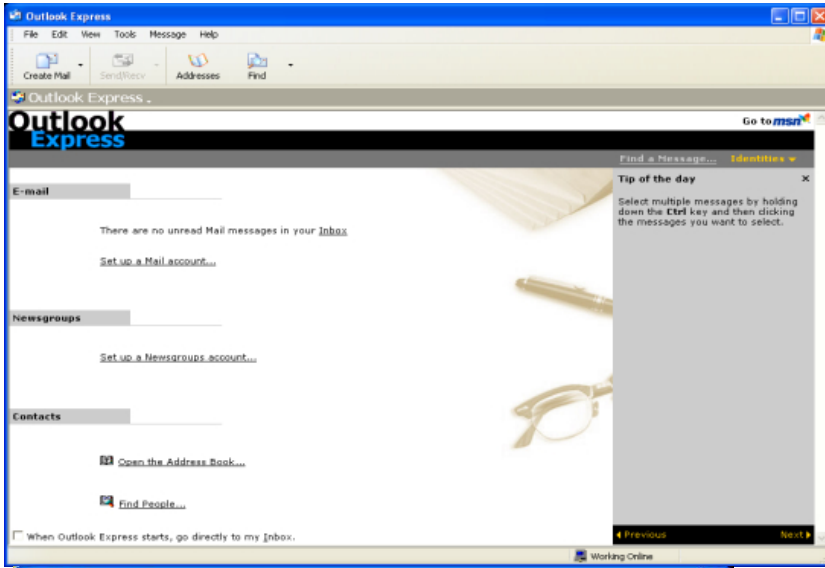 Outlook Express
File Edit View Tools Message Help
Create Mail Send/Recv Addresses Find
Outlook Express .
Outlook
Express
Go to msn
Find a Message... Identities
E-mail
There are no unread Mail messages in your Inbox
Set up a Mail account...
Newsgroups
Set up a Newsgroups account...
Contacts
Open the Address Book...
Find People...
When Outlook Express starts, go directly to my Inbox.
Tip of the day x
Select multiple messages by holding
down the Ctrl key and then clicking
the messages you want to select.
Previous Next
Working Online